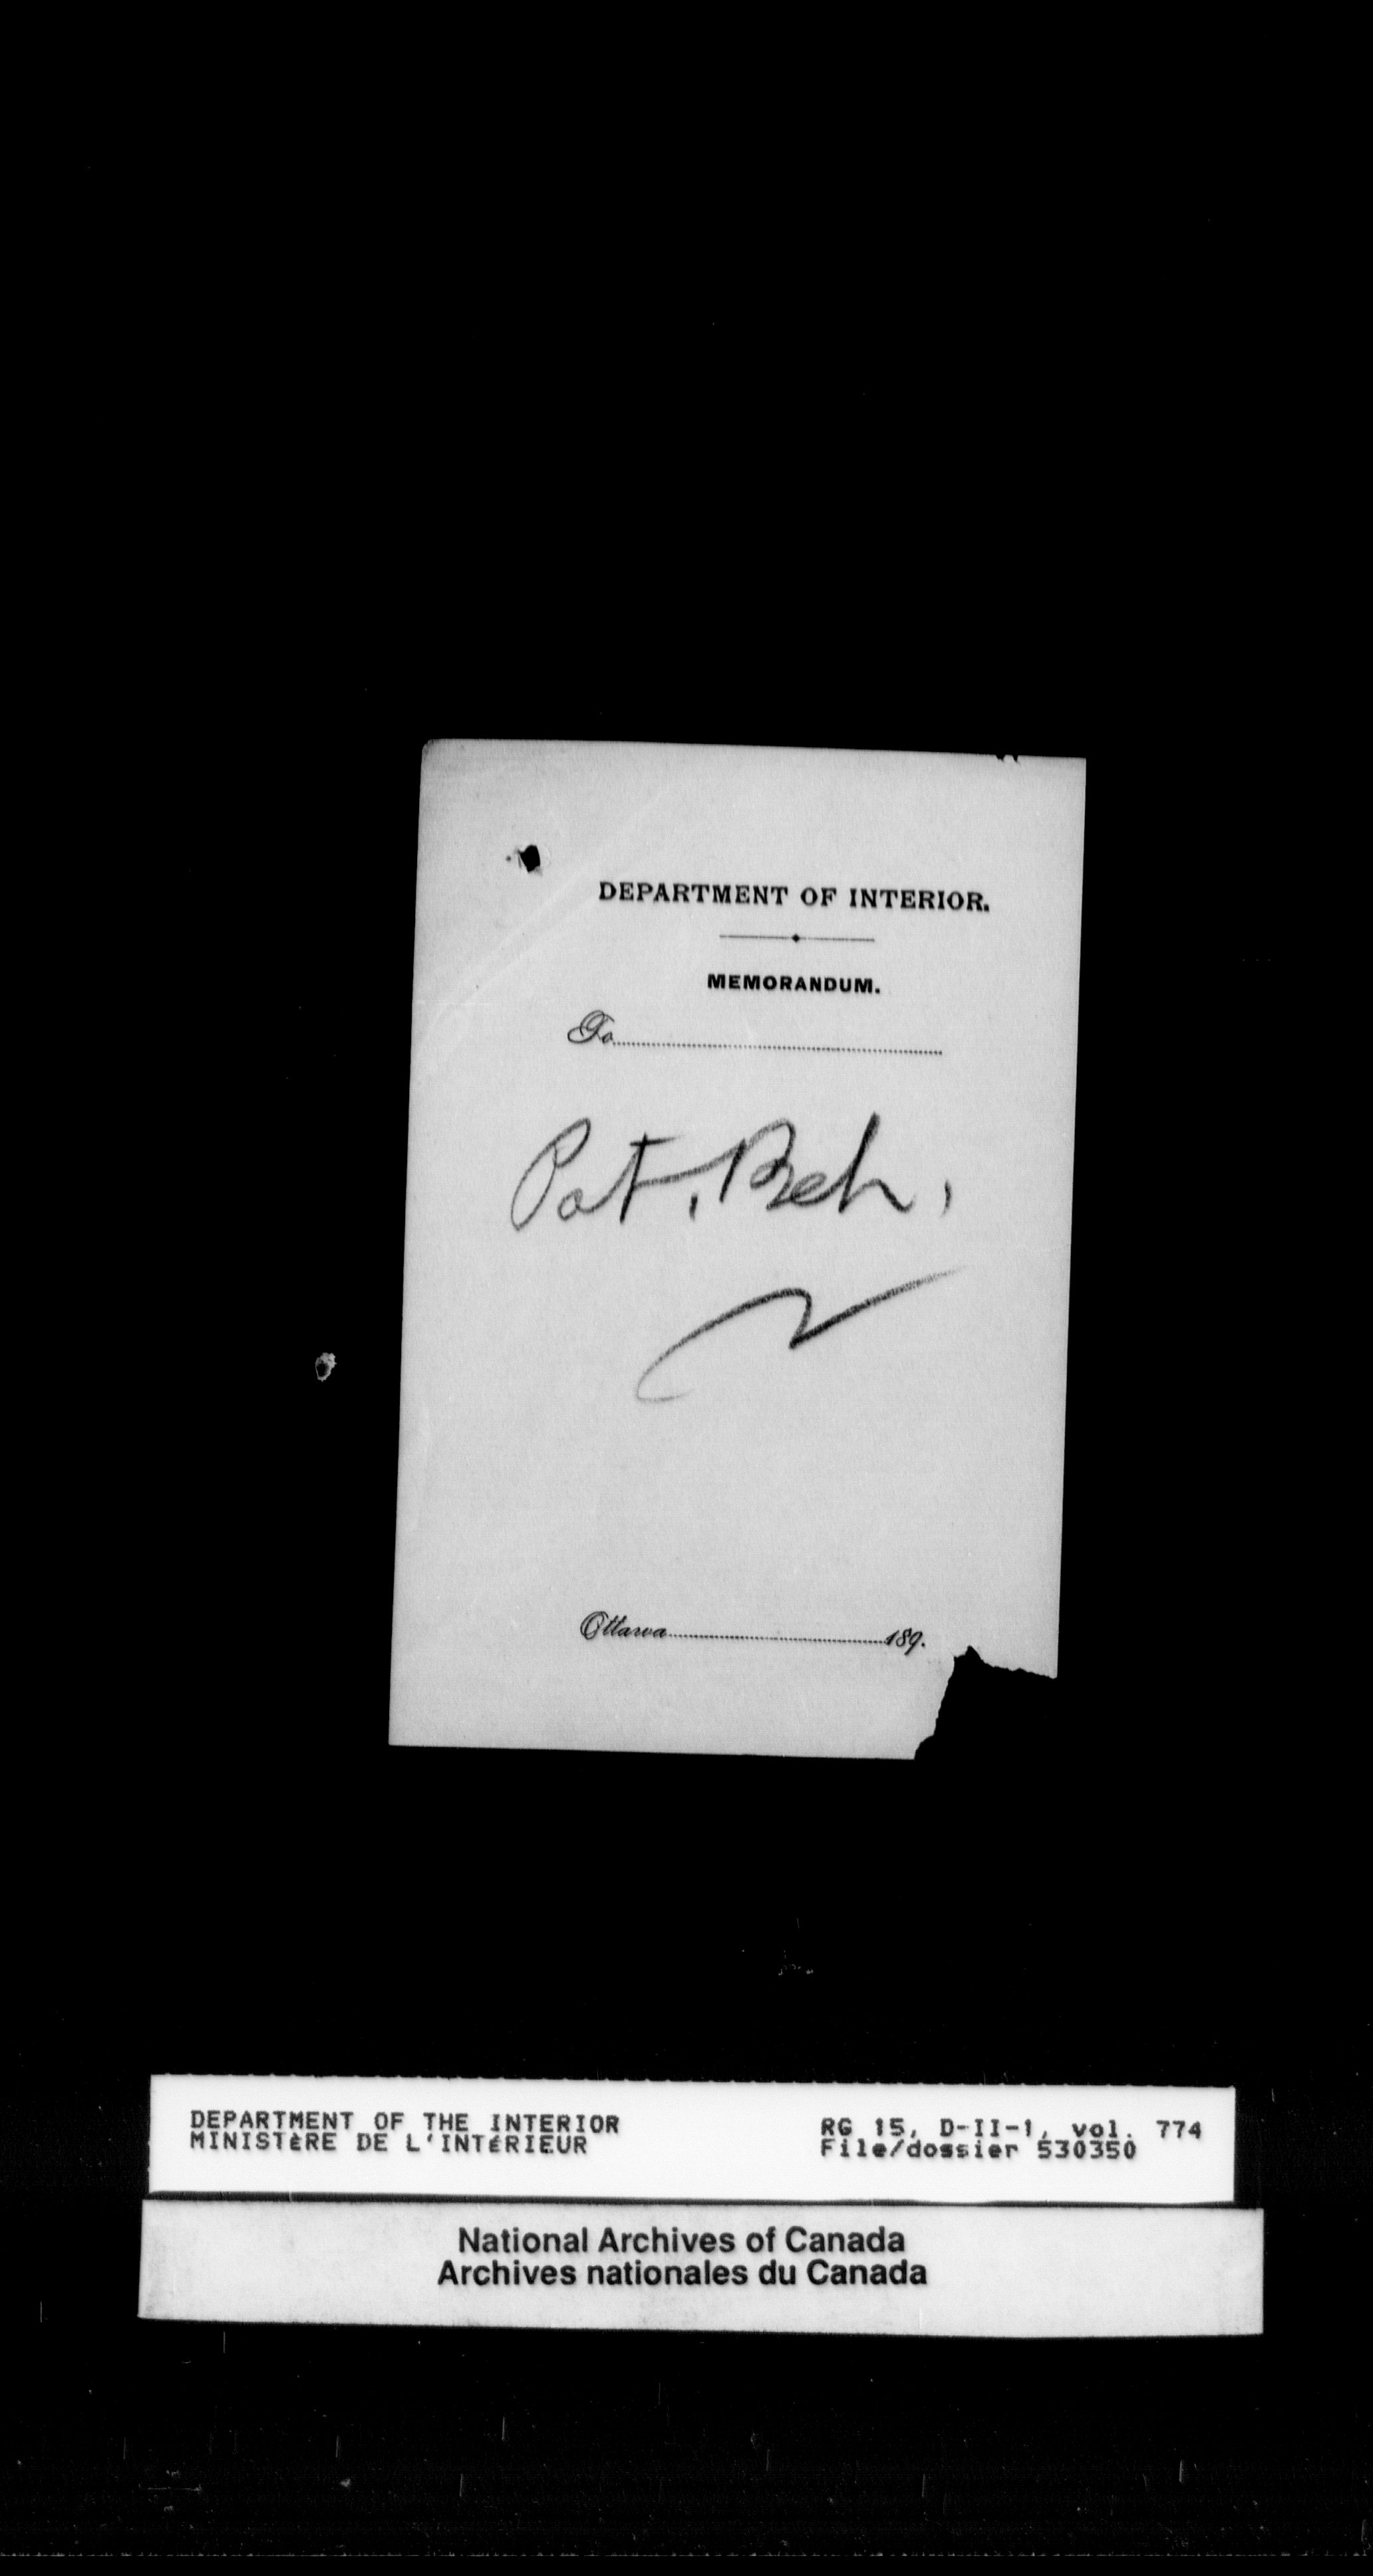 DEPARTMENT OF INTERIOR.
MEMORANDUM.
To
Pat. Bch.
Ottawa 189.
DEPARTMENT OF THE INTERIOR RG 15, D-II-1, vol. 774
MINISTÈRE DE L'INTÉRIEUR File/dossier 530350
National Archives of Canada
Archives nationales du Canada